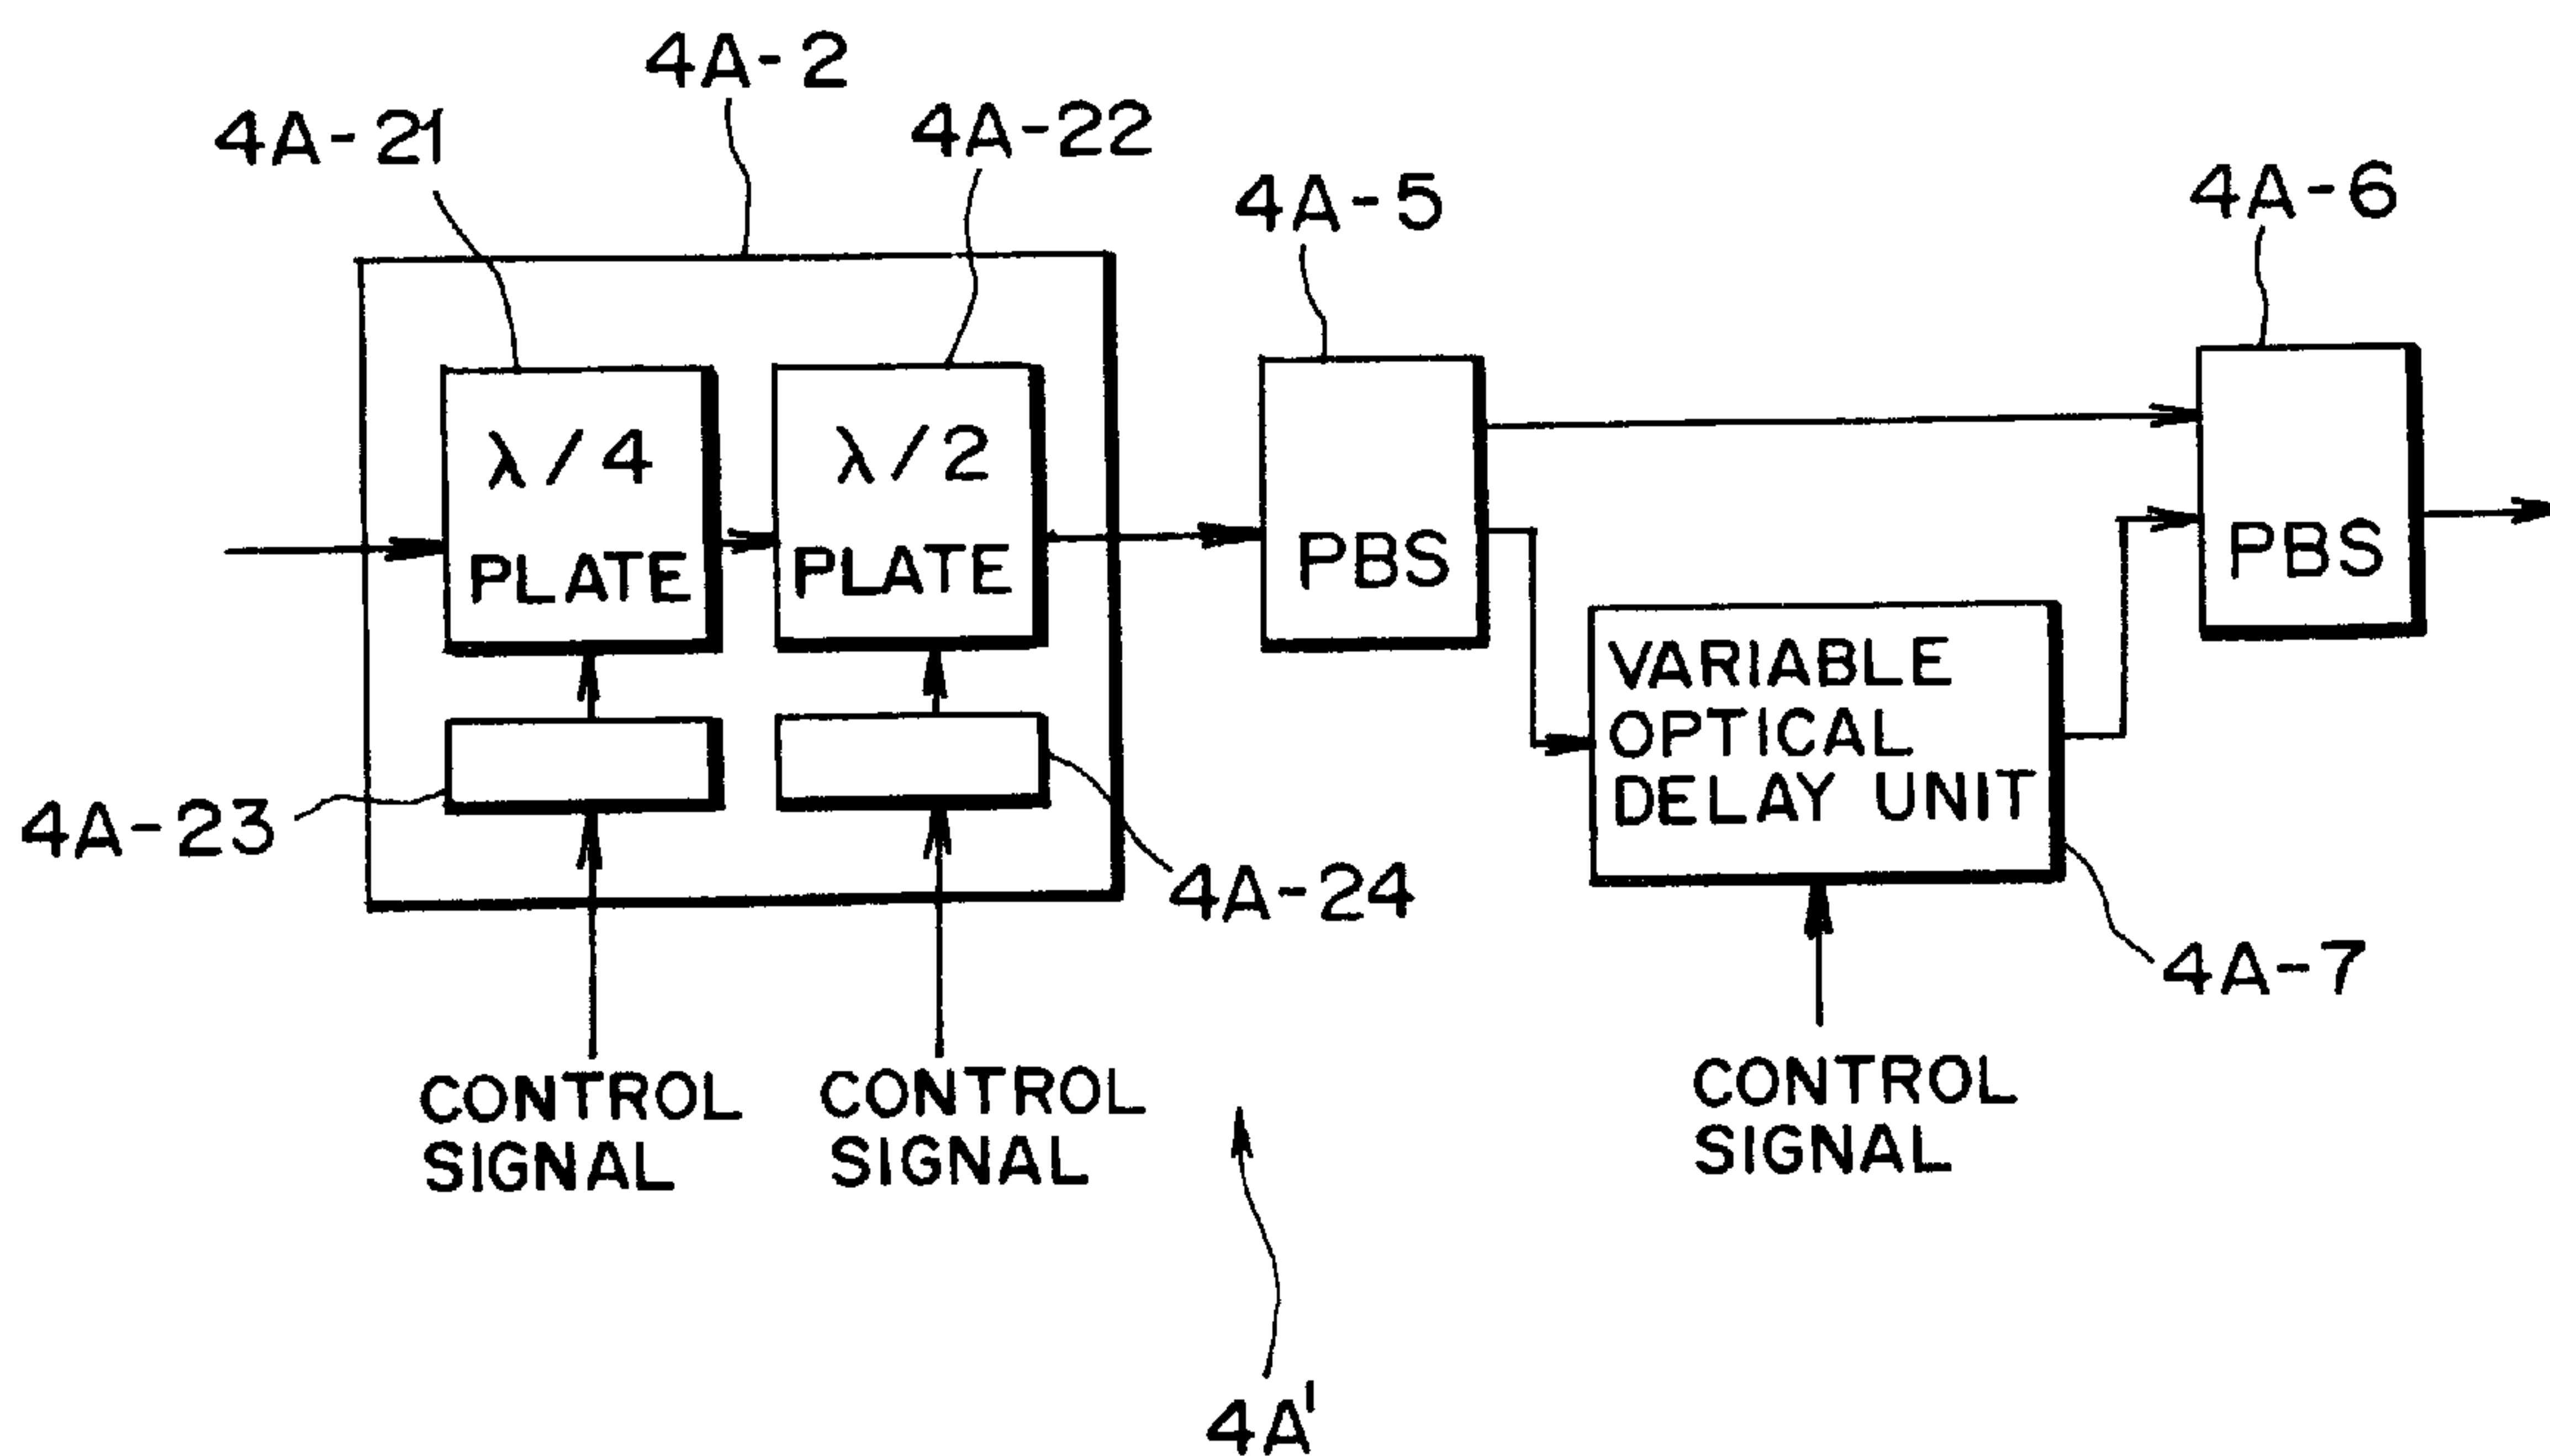 4A-2
4A-21
4A-22
4A-5
4A-6
λ/4
PLATE
λ/2
PLATE
PBS
PBS
VARIABLE
OPTICAL
DELAY UNIT
4A-23
4A-24
4A-7
CONTROL
SIGNAL
CONTROL
SIGNAL
CONTROL
SIGNAL
4A'